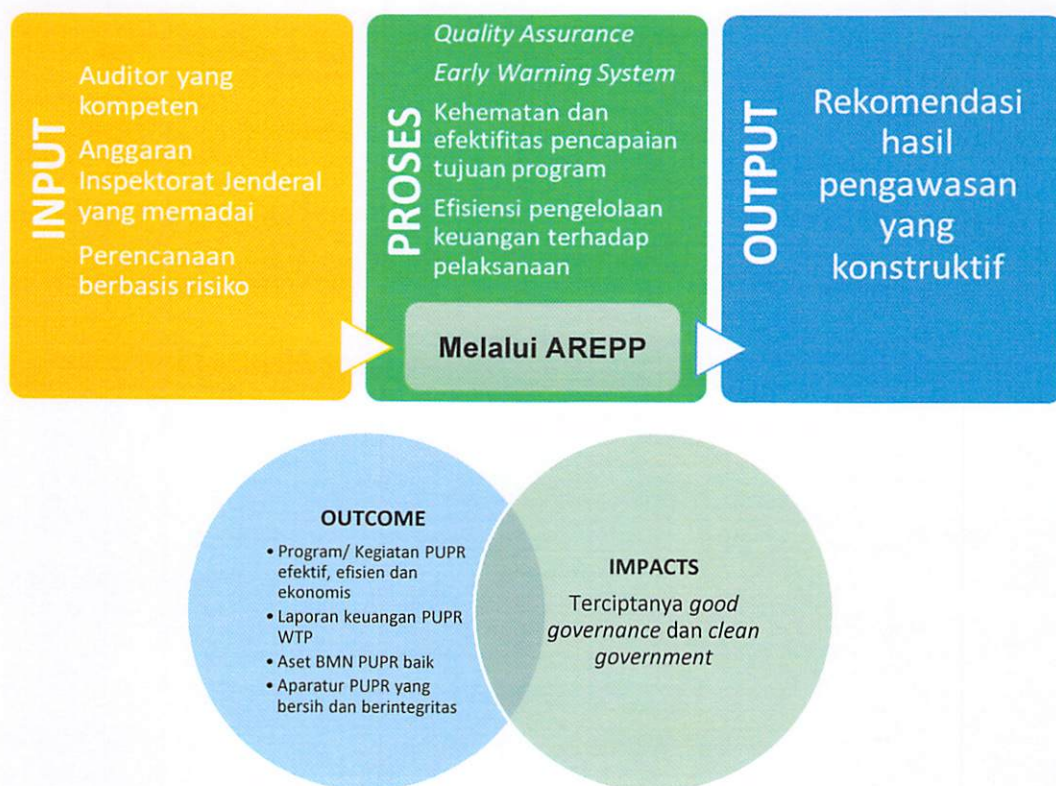 INPUT
Auditor yang
kompeten
Anggaran
Inspektorat Jenderal
yang memadai
Perencanaan
berbasis risiko
PROSES
Quality Assurance
Early Warning System
Kehematan dan
efektifitas pencapaian
tujuan program
Efisiensi pengelolaan
keuangan terhadap
pelaksanaan
Melalui AREPP
OUTPUT
Rekomendasi
hasil
pengawasan
yang
konstruktif
OUTCOME
• Program/ Kegiatan PUPR
efektif, efisien dan
ekonomis
• Laporan keuangan PUPR
WTP
• Aset BMN PUPR baik
• Aparatur PUPR yang
bersih dan berintegritas
IMPACTS
Terciptanya good
governance dan clean
government